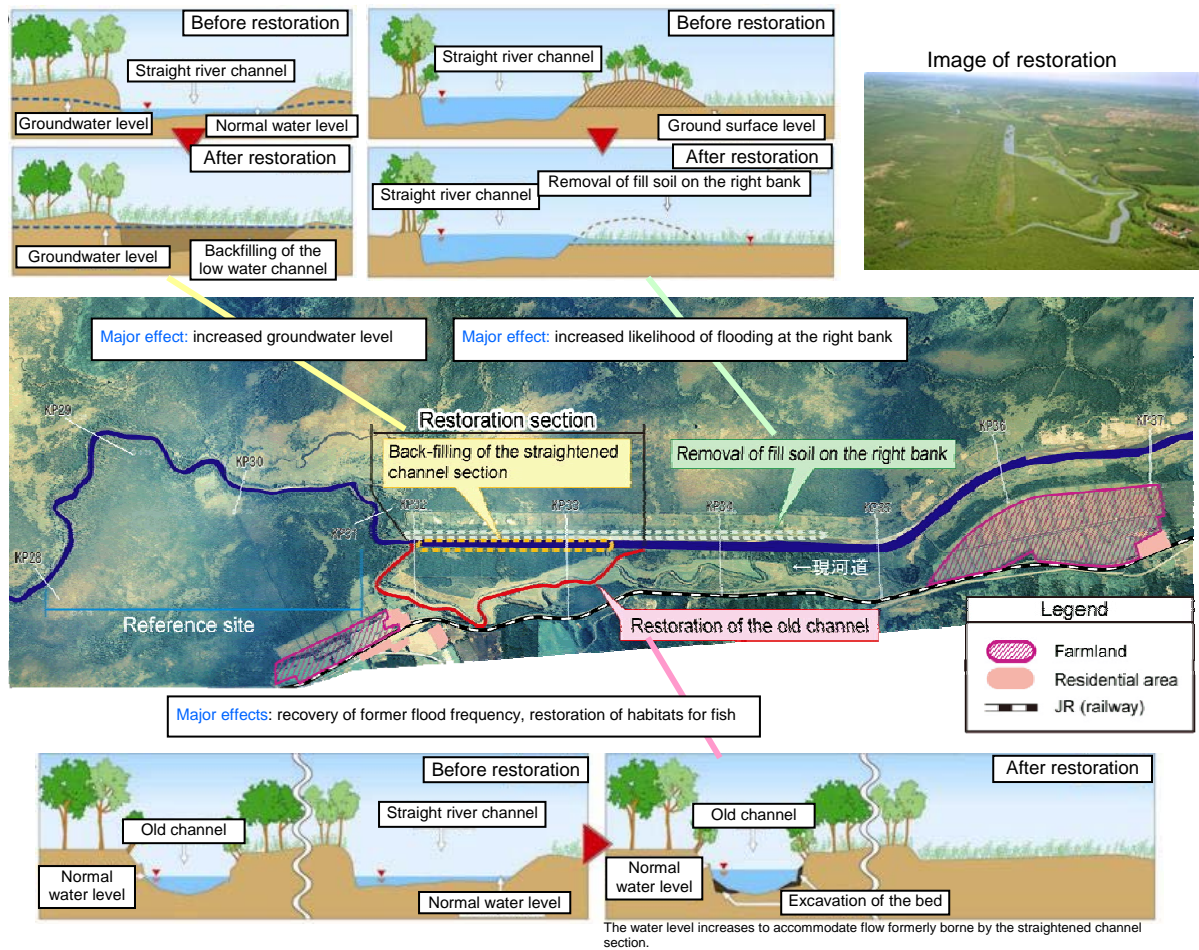 Before restoration
Straight river channel
Groundwater level
Normal water level
After restoration
Groundwater level
Backfilling of the
low water channel
Before restoration
Straight river channel
Ground surface level
After restoration
Straight river channel
Removal of fill soil on the right bank
Image of restoration
Major effect: increased groundwater level
Major effect: increased likelihood of flooding at the right bank
Restoration section
Back-filling of the straightened
channel section
Removal of fill soil on the right bank
KP28
KP29
KP30
KP31
KP32
KP33
KP34
KP35
KP36
KP37
←現河道
Reference site
Restoration of the old channel
Legend
Farmland
Residential area
JR (railway)
Major effects: recovery of former flood frequency, restoration of habitats for fish
Before restoration
Old channel
Straight river channel
Normal
water level
Normal water level
After restoration
Old channel
Normal
water level
Excavation of the bed
The water level increases to accommodate flow formerly borne by the straightened channel
section.